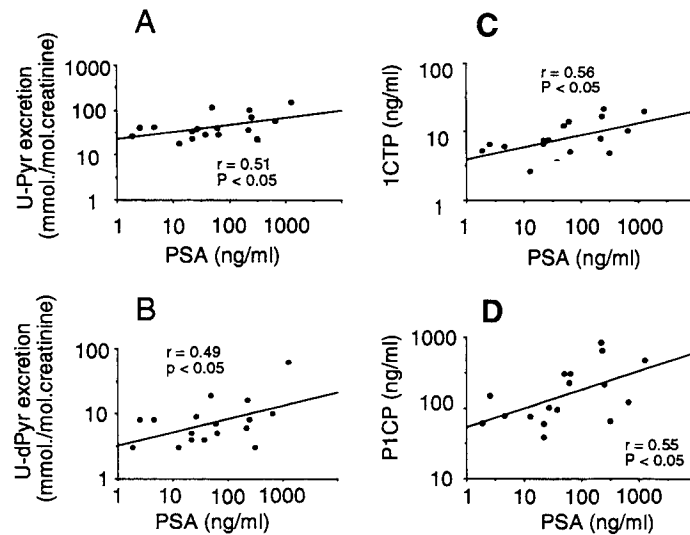 A
U-Pyr excretion
(mmol./mol.creatinine)
1000
100
10
1
r = 0.51
P < 0.05
1 10 100 1000
PSA (ng/ml)
C
1CTP (ng/ml)
100
10
1
r = 0.56
P < 0.05
1 10 100 1000
PSA (ng/ml)
B
U-dPyr excretion
(mmol./mol.creatinine)
100
10
1
r = 0.49
p < 0.05
1 10 100 1000
PSA (ng/ml)
D
P1CP (ng/ml)
1000
100
10
r = 0.55
P < 0.05
1 10 100 1000
PSA (ng/ml)